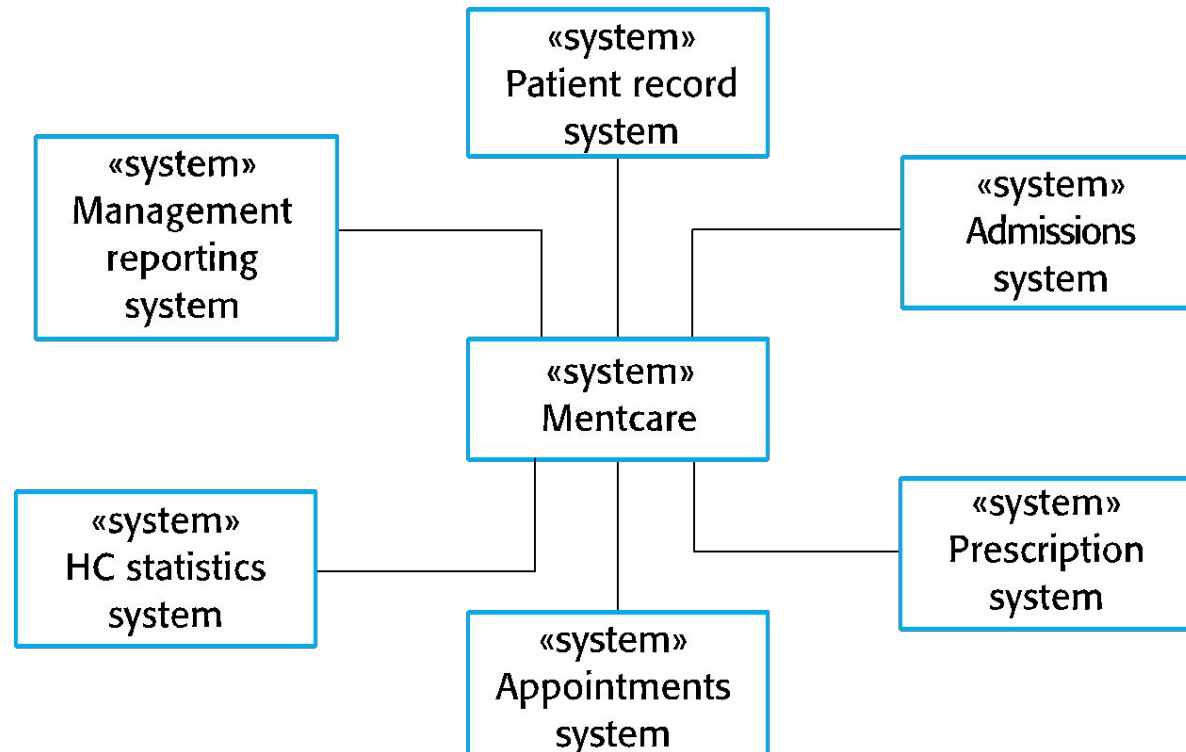 «system»
Patient record
system
«system»
Management
reporting
system
«system»
Admissions
system
«system»
Mentcare
«system»
HC statistics
system
«system»
Prescription
system
«system»
Appointments
system